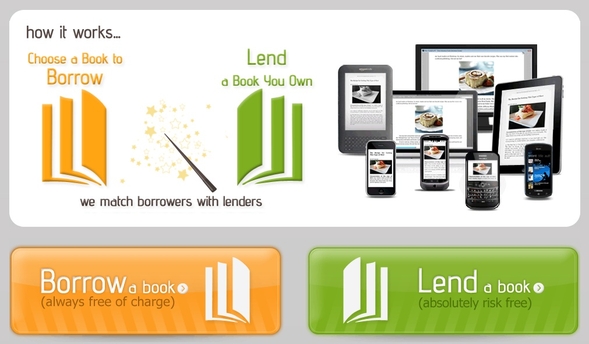 how it works...
Choose a Book to
Borrow
Lend
a Book You Own
we match borrowers with lenders
Borrow a book
(always free of charge)
Lend a book
(absolutely risk free)